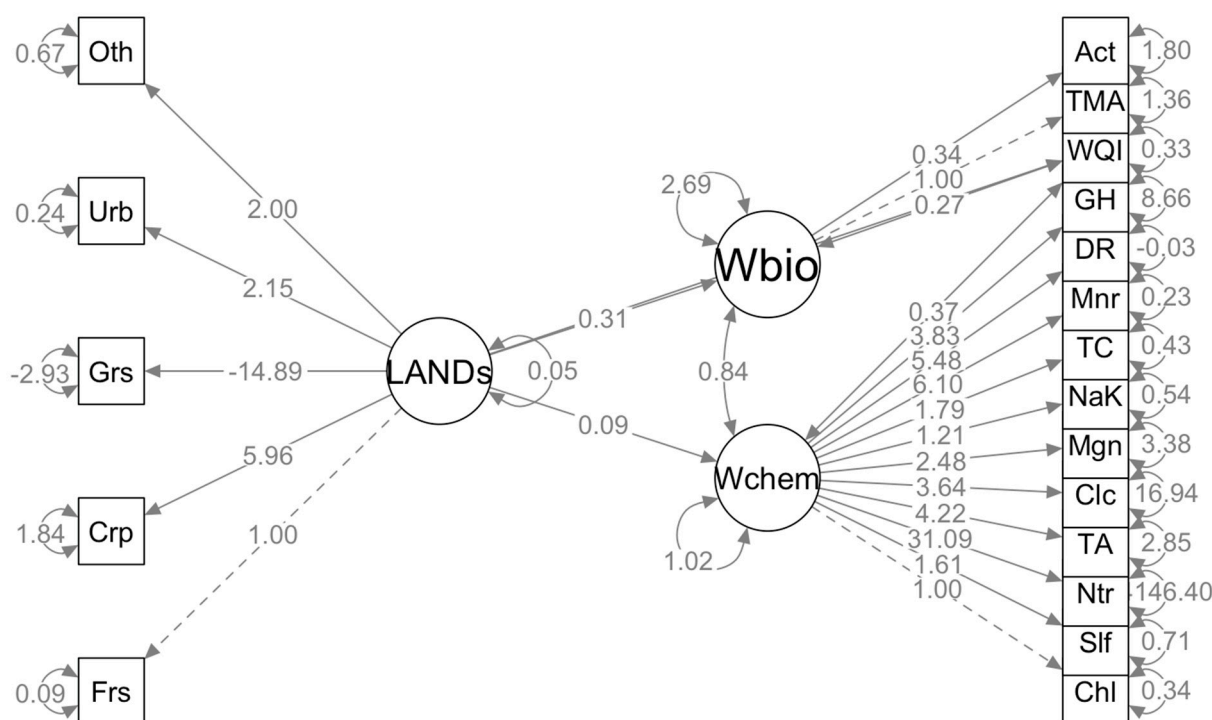 0.67
Oth
0.24
Urb
-2.93
Grs
1.84
Crp
0.09
Frs
2.00
2.15
-14.89
5.96
1.00
LANDs
0.05
0.31
0.09
2.69
Wbio
0.84
Wchem
1.02
0.34
1.00
0.27
0.37
3.83
5.48
6.10
1.79
1.21
2.48
3.64
4.22
31.09
1.61
1.00
Act
1.80
TMA
1.36
WQI
0.33
GH
8.66
DR
-0.03
Mnr
0.23
TC
0.43
NaK
0.54
Mgn
3.38
Clc
16.94
TA
2.85
Ntr
-146.40
Slf
0.71
Chl
0.34